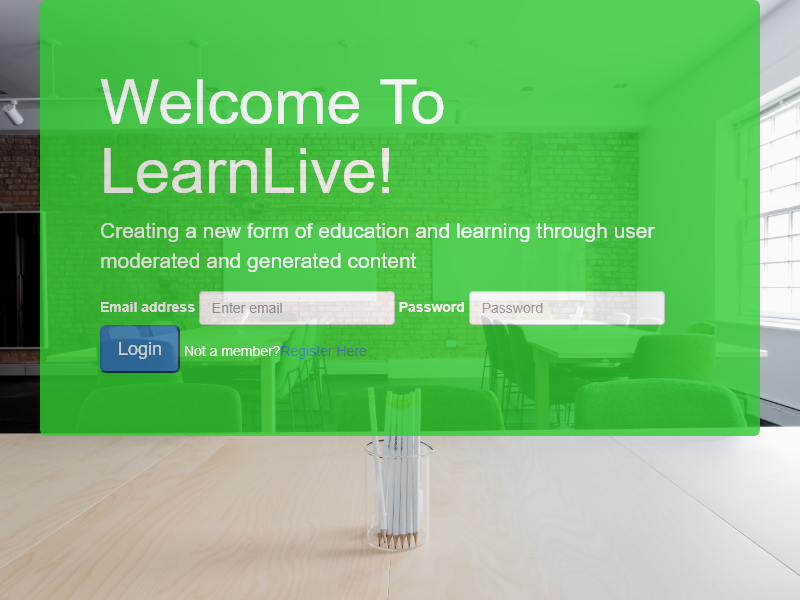 Welcome To
LearnLive!
Creating a new form of education and learning through user
moderated and generated content
Email address Enter email Password Password
Login Not a member?Register Here